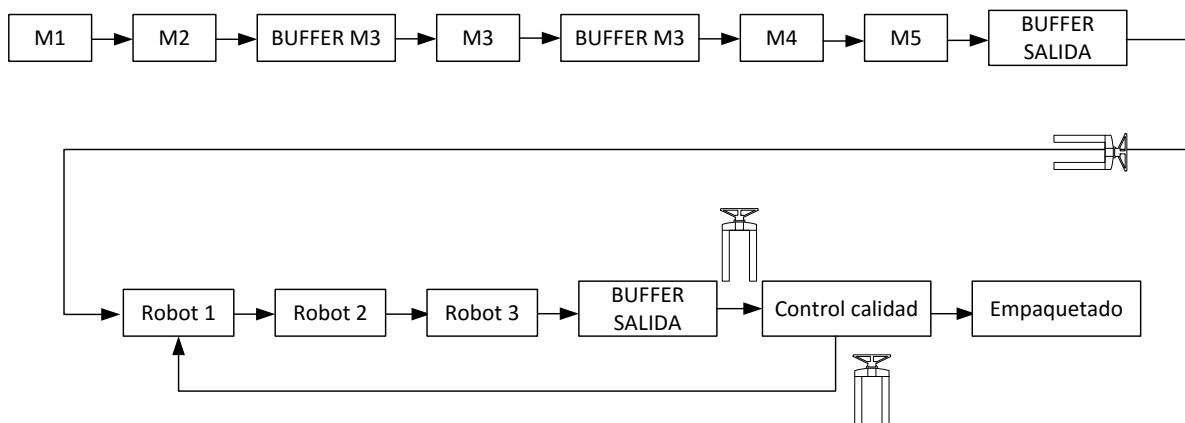 M1
M2
BUFFER M3
M3
BUFFER M3
M4
M5
BUFFER
SALIDA
Robot 1
Robot 2
Robot 3
BUFFER
SALIDA
Control calidad
Empaquetado